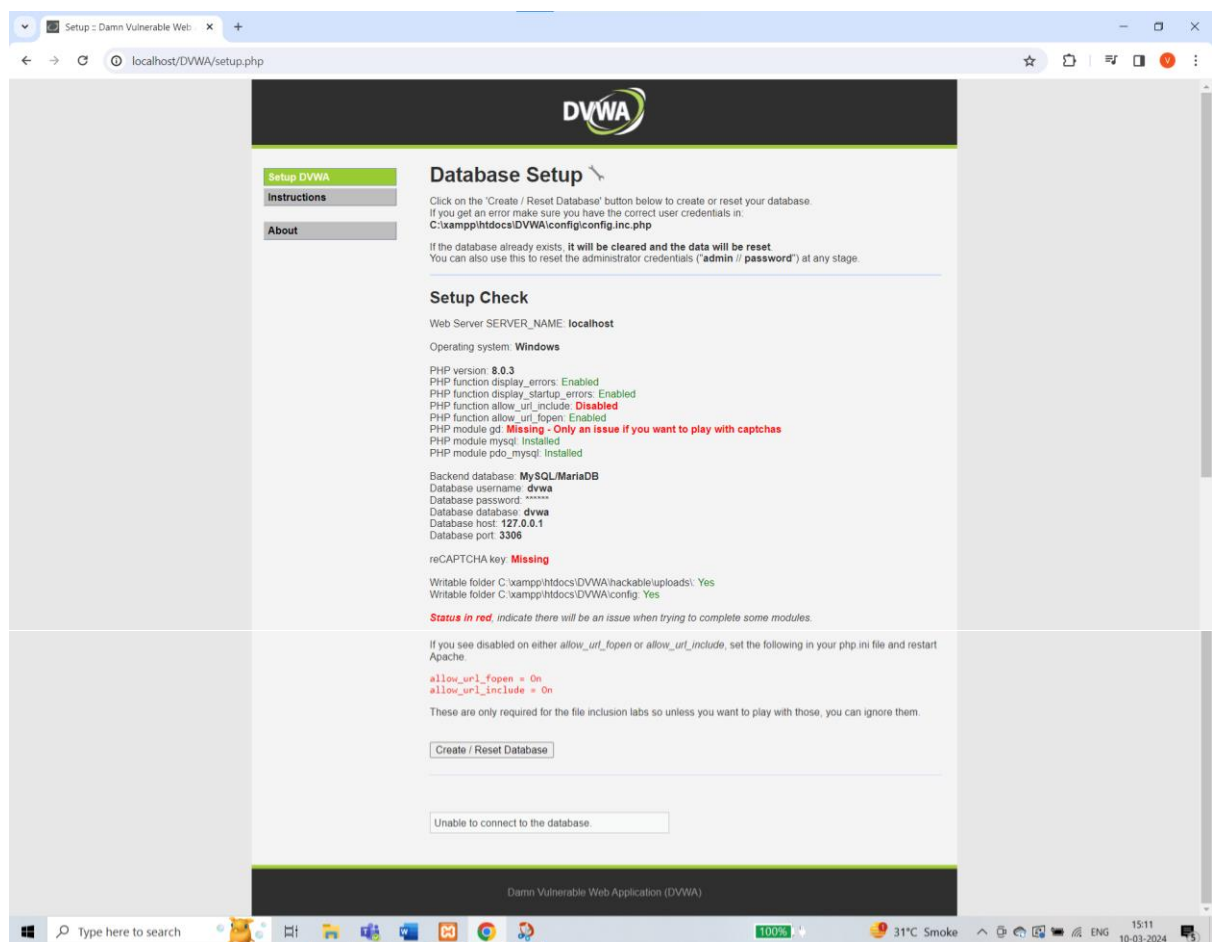 Setup :: Damn Vulnerable Web
localhost/DVWA/setup.php
V
DVWA
Setup DVWA
Instructions
About
Database Setup
Click on the 'Create / Reset Database' button below to create or reset your database.
If you get an error make sure you have the correct user credentials in:
C:\xampp\htdocs\DVWA\config\config.inc.php
If the database already exists, it will be cleared and the data will be reset.
You can also use this to reset the administrator credentials ("admin // password") at any stage.
Setup Check
Web Server SERVER_NAME: localhost
Operating system: Windows
PHP version: 8.0.3
PHP function display_errors: Enabled
PHP function display_startup_errors: Enabled
PHP function allow_url_include: Disabled
PHP function allow_url_fopen: Enabled
PHP module gd: Missing - Only an issue if you want to play with captchas
PHP module mysql: Installed
PHP module pdo_mysql: Installed
Backend database: MySQL/MariaDB
Database username: dvwa
Database password: ******
Database database: dvwa
Database host: 127.0.0.1
Database port: 3306
reCAPTCHA key: Missing
Writable folder C:\xampp\htdocs\DVWA\hackable\uploads\: Yes
Writable folder C:\xampp\htdocs\DVWA\config: Yes
Status in red, indicate there will be an issue when trying to complete some modules.
If you see disabled on either allow_url_fopen or allow_url_include, set the following in your php.ini file and restart
Apache.
allow_url_fopen = On
allow_url_include = On
These are only required for the file inclusion labs so unless you want to play with those, you can ignore them.
Create / Reset Database
Unable to connect to the database.
Damn Vulnerable Web Application (DVWA)
Type here to search
100%
31°C Smoke
ENG
15:11
10-03-2024
5